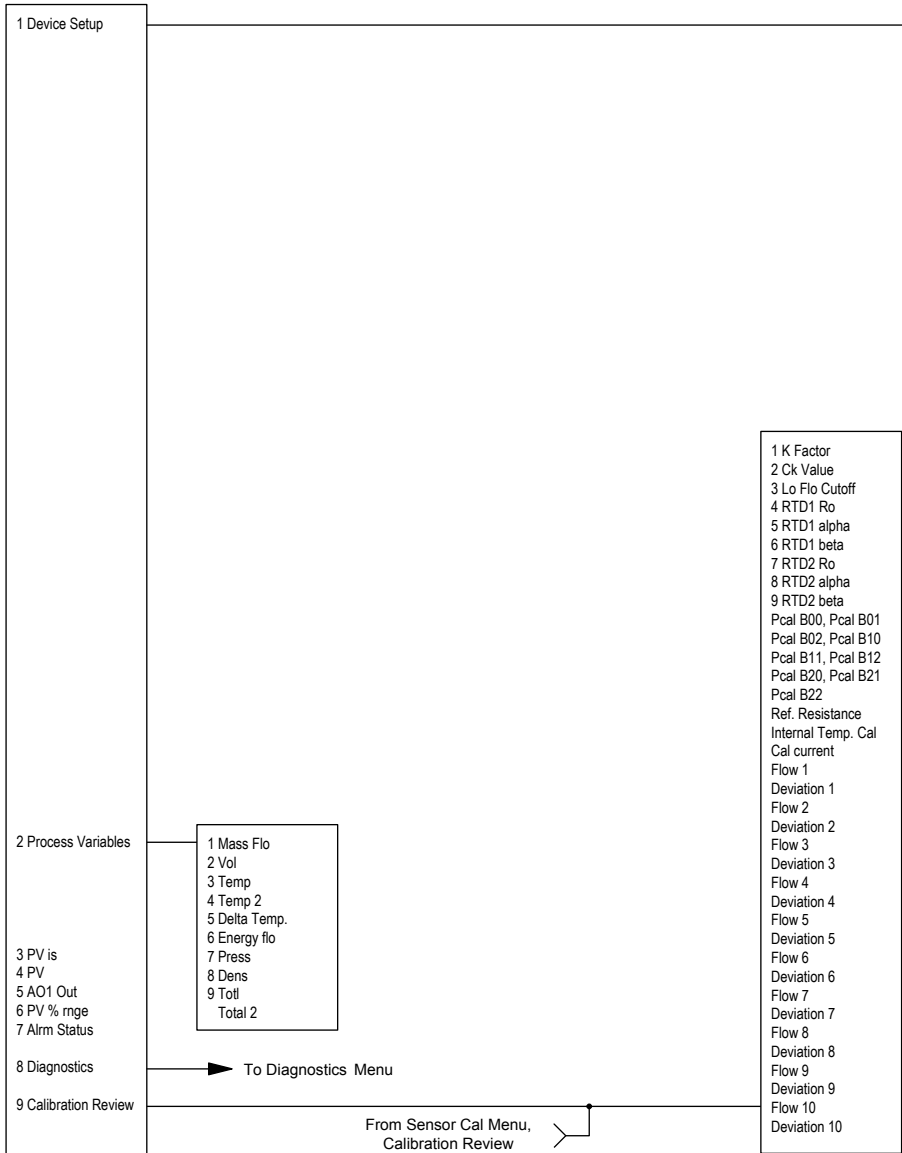 1 Device Setup
2 Process Variables
3 PV is
4 PV
5 AO1 Out
6 PV % rnge
7 Alrm Status
8 Diagnostics
9 Calibration Review
1 Mass Flo
2 Vol
3 Temp
4 Temp 2
5 Delta Temp.
6 Energy flo
7 Press
8 Dens
9 Totl
Total 2
To Diagnostics Menu
From Sensor Cal Menu,
Calibration Review
1 K Factor
2 Ck Value
3 Lo Flo Cutoff
4 RTD1 Ro
5 RTD1 alpha
6 RTD1 beta
7 RTD2 Ro
8 RTD2 alpha
9 RTD2 beta
Pcal B00, Pcal B01
Pcal B02, Pcal B10
Pcal B11, Pcal B12
Pcal B20, Pcal B21
Pcal B22
Ref. Resistance
Internal Temp. Cal
Cal current
Flow 1
Deviation 1
Flow 2
Deviation 2
Flow 3
Deviation 3
Flow 4
Deviation 4
Flow 5
Deviation 5
Flow 6
Deviation 6
Flow 7
Deviation 7
Flow 8
Deviation 8
Flow 9
Deviation 9
Flow 10
Deviation 10